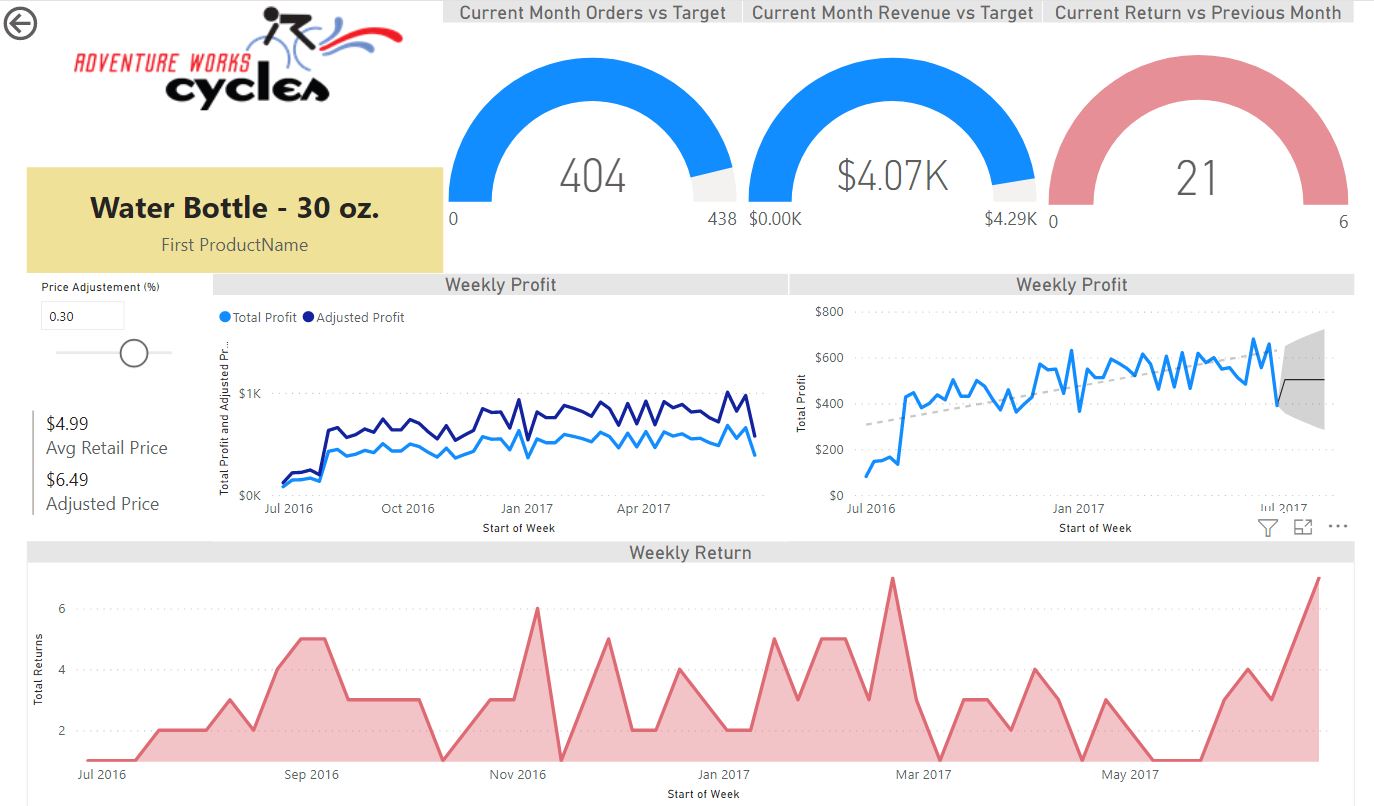 ADVENTURE WORKS
cycles
Current Month Orders vs Target
404
0
438
Current Month Revenue vs Target
$4.07K
$0.00K
$4.29K
Current Return vs Previous Month
21
0
6
Water Bottle - 30 oz.
First ProductName
Price Adjustement (%)
0.30
$4.99
Avg Retail Price
$6.49
Adjusted Price
Weekly Profit
Total Profit
Adjusted Profit
Total Profit and Adjusted Pr...
$1K
$0K
Jul 2016
Oct 2016
Jan 2017
Apr 2017
Start of Week
Weekly Profit
Total Profit
$800
$600
$400
$200
$0
Jul 2016
Jan 2017
Jul 2017
Start of Week
Weekly Return
Total Returns
6
4
2
Jul 2016
Sep 2016
Nov 2016
Jan 2017
Mar 2017
May 2017
Start of Week